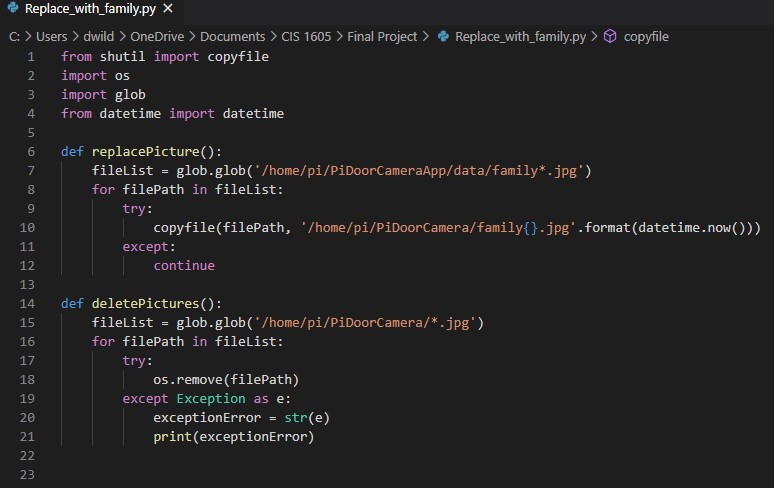 Replace_with_family.py ×
C: > Users > dwild > OneDrive > Documents > CIS 1605 > Final Project > Replace_with_family.py > copyfile
1 from shutil import copyfile
2 import os
3 import glob
4 from datetime import datetime
5
6 def replacePicture():
7     fileList = glob.glob('/home/pi/PiDoorCameraApp/data/family*.jpg')
8     for filePath in fileList:
9         try:
10             copyfile(filePath, '/home/pi/PiDoorCamera/family{}.jpg'.format(datetime.now()))
11         except:
12             continue
13
14 def deletePictures():
15     fileList = glob.glob('/home/pi/PiDoorCamera/*.jpg')
16     for filePath in fileList:
17         try:
18             os.remove(filePath)
19         except Exception as e:
20             exceptionError = str(e)
21             print(exceptionError)
22
23